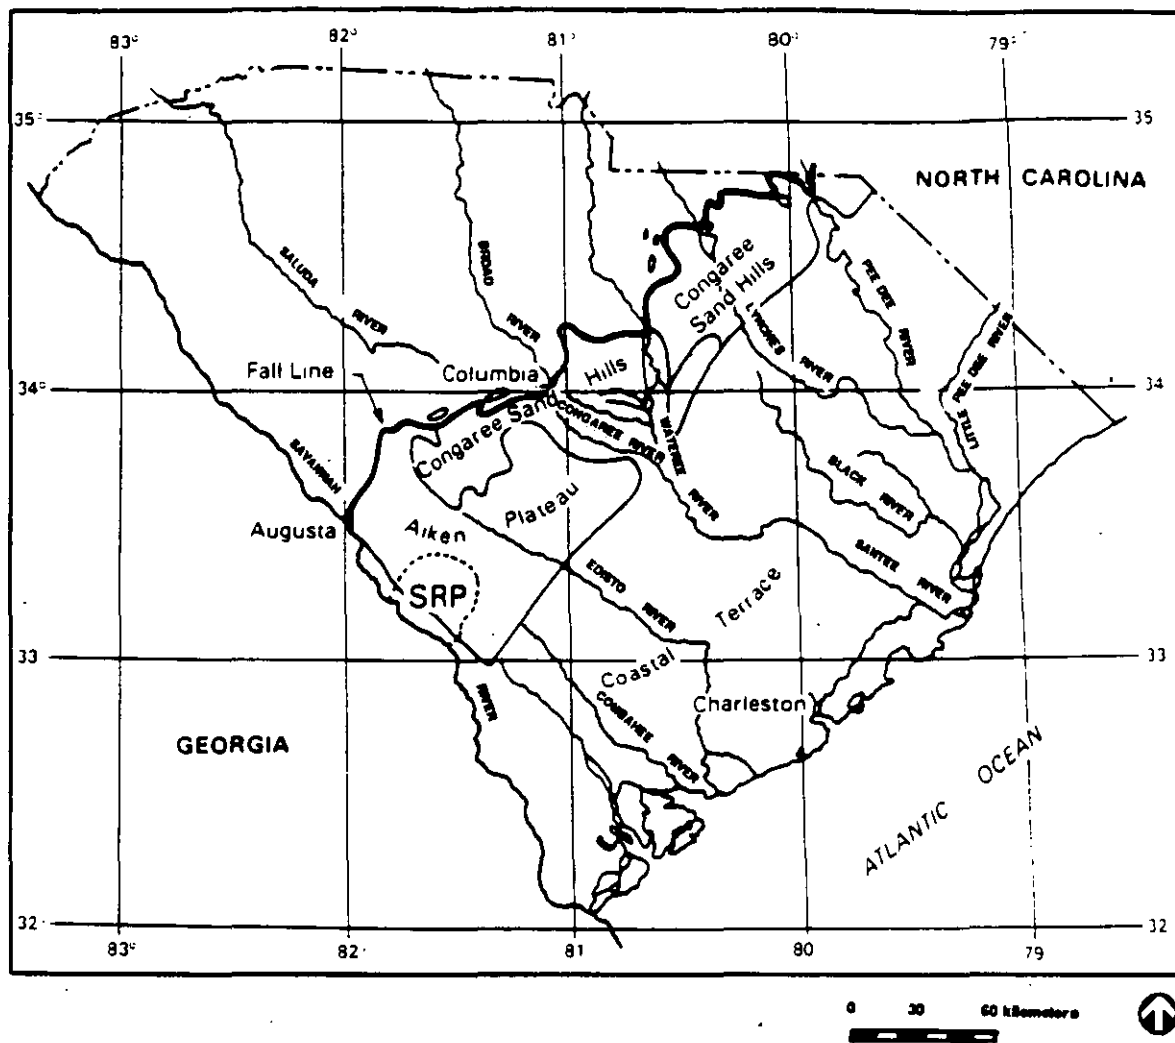 83° 82° 81° 80° 79°
35° 35
NORTH CAROLINA
SALUDA RIVER
BROAD RIVER
Congaree Sand Hills
PEE DEE RIVER
LYNCHES RIVER
LITTLE PEE DEE RIVER
34° 34
Fall Line
Columbia
Congaree Sand Hills
CONGAREE RIVER
WATEREE RIVER
SAVANNAH RIVER
BLACK RIVER
Augusta
Aiken Plateau
SANTEE RIVER
SRP
EDISTO RIVER
Coastal Terrace
33 33
COMBAHEE RIVER
Charleston
GEORGIA
ATLANTIC OCEAN
32 32
83° 82 81 80 79
0 30 60 kilometers